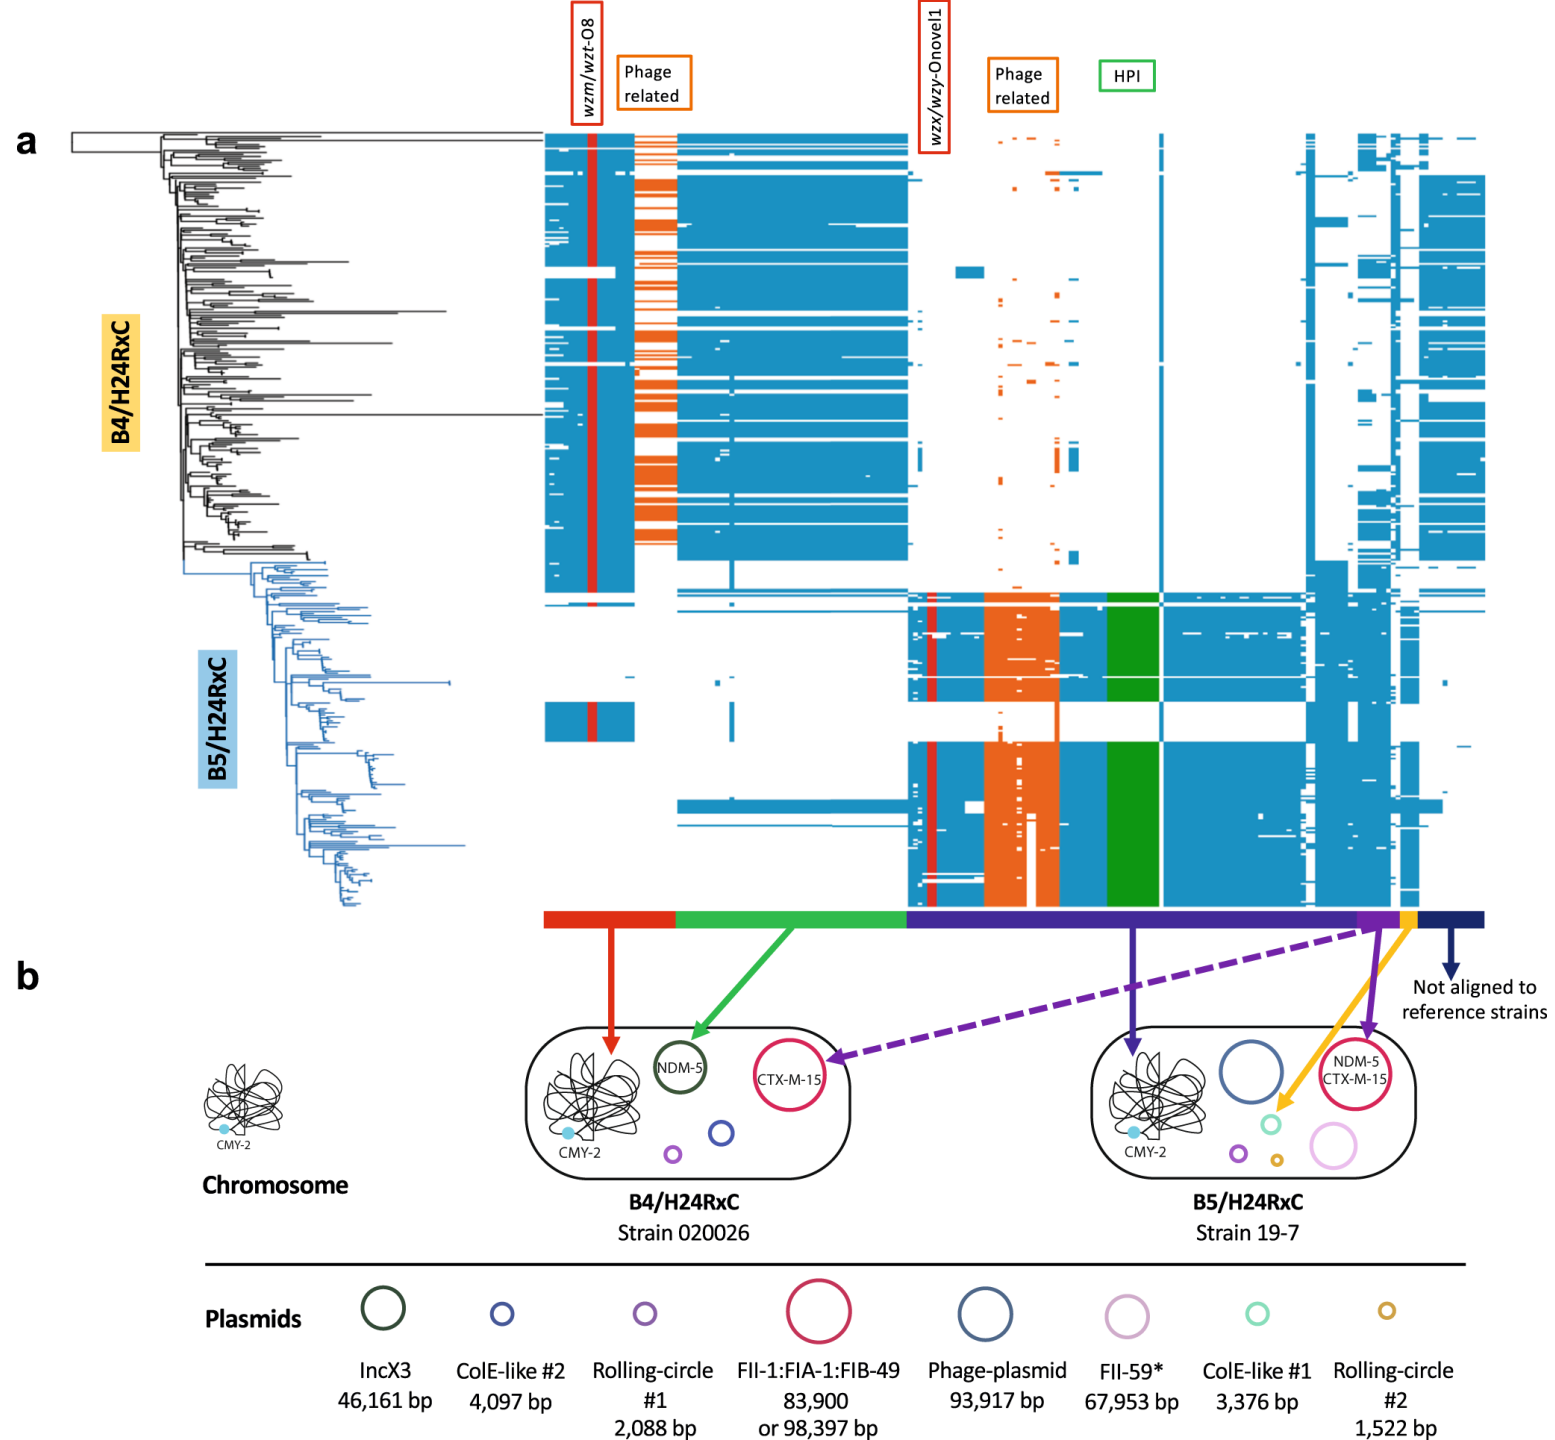 wzm/wzt-O8
Phage
related
wzx/wzy-Onovel1
Phage
related
HPI
a
B4/H24RxC
B5/H24RxC
b
Not aligned to
reference strains
CMY-2
Chromosome
NDM-5
CTX-M-15
CMY-2
B4/H24RxC
Strain 020026
NDM-5
CTX-M-15
CMY-2
B5/H24RxC
Strain 19-7
Plasmids
IncX3
46,161 bp
ColE-like #2
4,097 bp
Rolling-circle
#1
2,088 bp
FII-1:FIA-1:FIB-49
83,900
or 98,397 bp
Phage-plasmid
93,917 bp
FII-59*
67,953 bp
ColE-like #1
3,376 bp
Rolling-circle
#2
1,522 bp